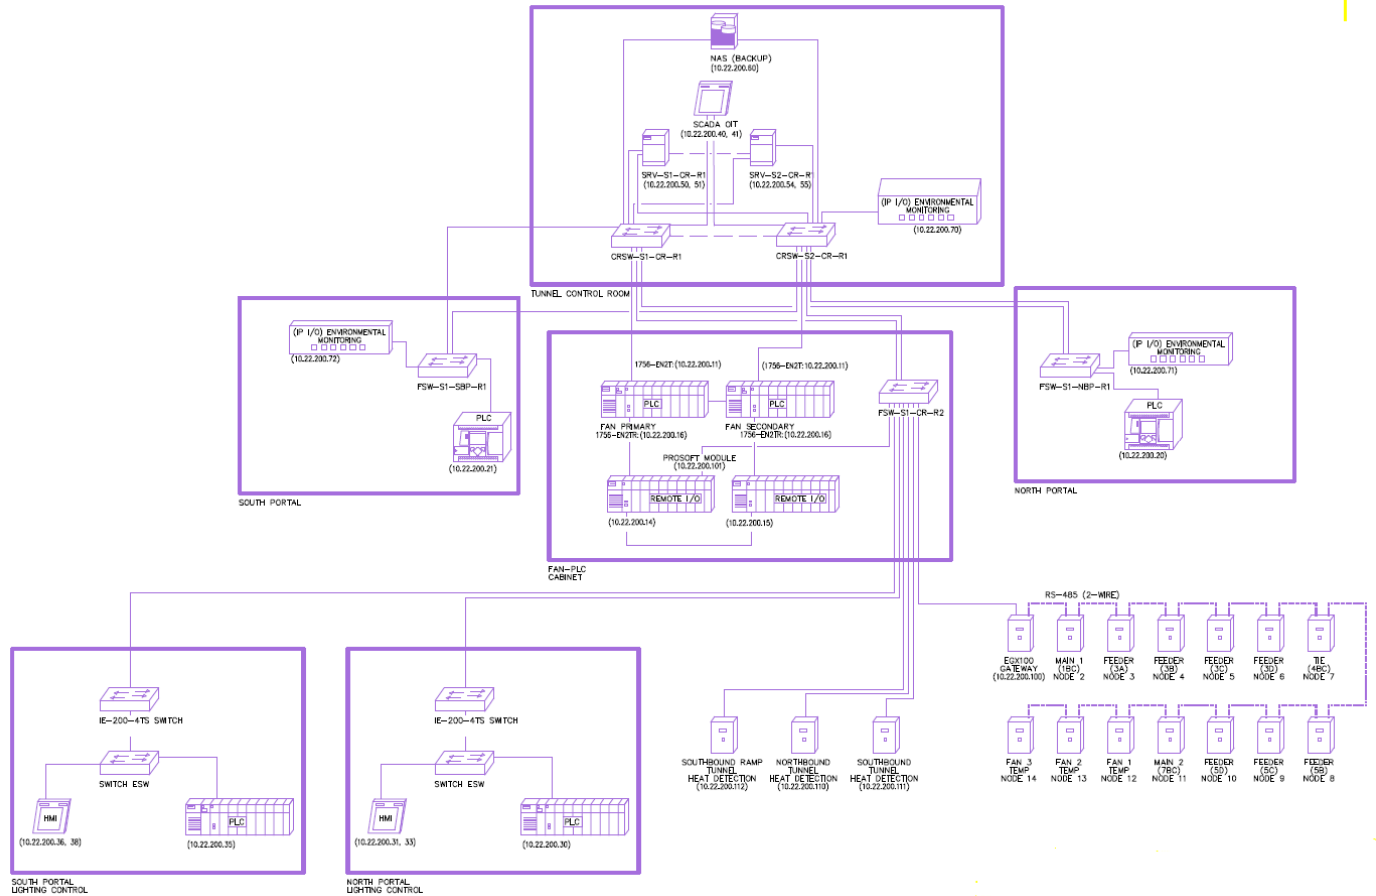 NAS (BACKUP)
(10.22.200.60)
SCADA OIT
(10.22.200.40, 41)
SRV-S1-CR-R1
(10.22.200.50, 51)
SRV-S2-CR-R1
(10.22.200.54, 55)
(IP I/O) ENVIRONMENTAL
MONITORING
(10.22.200.70)
CRSW-S1-CR-R1
CRSW-S2-CR-R1
TUNNEL CONTROL ROOM
(IP I/O) ENVIRONMENTAL
MONITORING
(10.22.200.72)
FSW-S1-SBP-R1
PLC
(10.22.200.21)
SOUTH PORTAL
1756-EN2T:(10.22.200.11)
(1756-EN2T:10.22.200.11)
PLC
PLC
FAN PRIMARY
1756-EN2TR:(10.22.200.16)
FAN SECONDARY
1756-EN2TR:(10.22.200.16)
FSW-S1-CR-R2
PROSOFT MODULE
(10.22.200.101)
REMOTE I/O
REMOTE I/O
(10.22.200.14)
(10.22.200.15)
FAN-PLC
CABINET
(IP I/O) ENVIRONMENTAL
MONITORING
(10.22.200.71)
FSW-S1-NBP-R1
PLC
(10.22.200.20)
NORTH PORTAL
RS-485 (2-WIRE)
EGX100
GATEWAY
(10.22.200.100)
MAIN 1
(1BC)
NODE 2
FEEDER
(3A)
NODE 3
FEEDER
(3B)
NODE 4
FEEDER
(3C)
NODE 5
FEEDER
(3D)
NODE 6
TIE
(4BC)
NODE 7
FAN 3
TEMP
NODE 14
FAN 2
TEMP
NODE 13
FAN 1
TEMP
NODE 12
MAIN 2
(7BC)
NODE 11
FEEDER
(5D)
NODE 10
FEEDER
(5C)
NODE 9
FEEDER
(5B)
NODE 8
SOUTHBOUND RAMP
TUNNEL
HEAT DETECTION
(10.22.200.112)
NORTHBOUND
TUNNEL
HEAT DETECTION
(10.22.200.110)
SOUTHBOUND
TUNNEL
HEAT DETECTION
(10.22.200.111)
IE-200-4TS SWITCH
SWITCH ESW
HMI
PLC
(10.22.200.36, 38)
(10.22.200.35)
SOUTH PORTAL
LIGHTING CONTROL
IE-200-4TS SWITCH
SWITCH ESW
HMI
PLC
(10.22.200.31, 33)
(10.22.200.30)
NORTH PORTAL
LIGHTING CONTROL